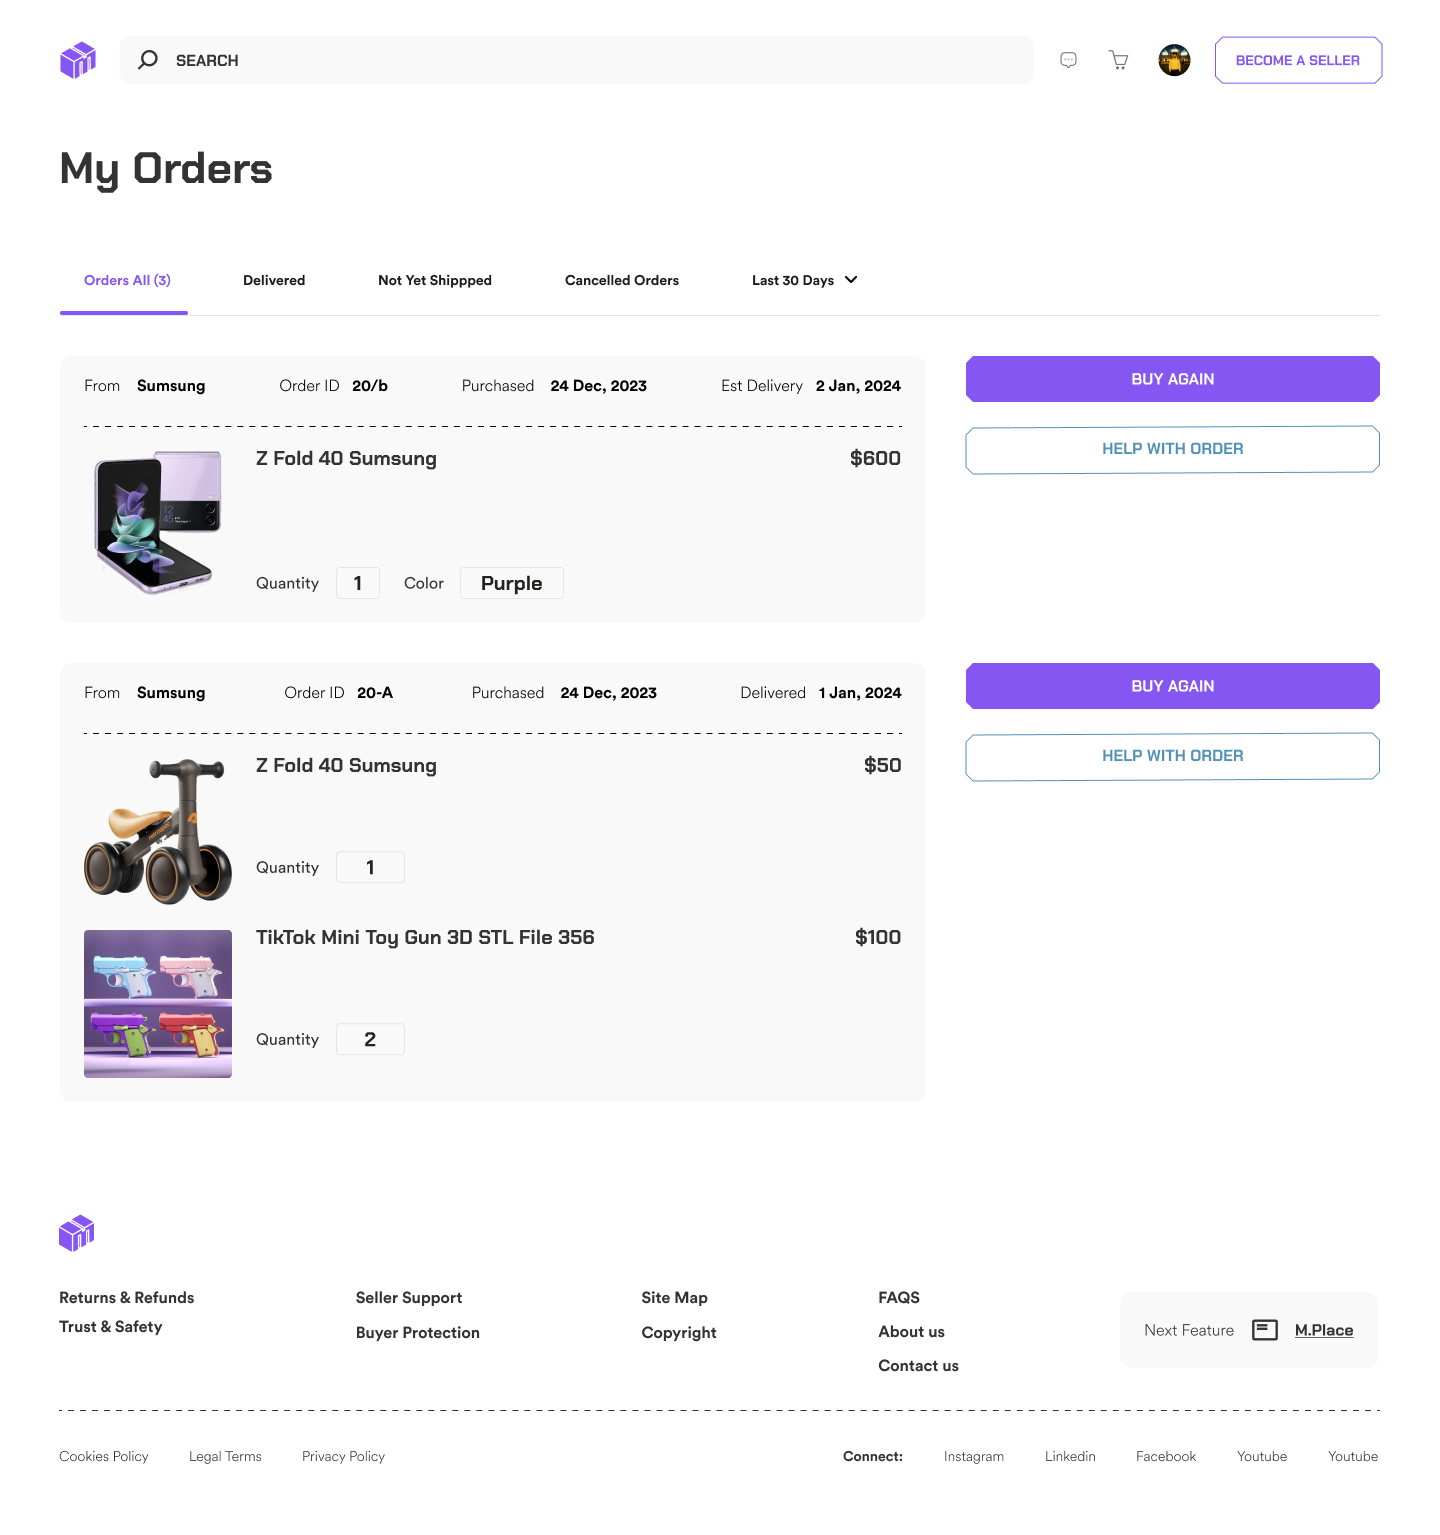 SEARCH
BECOME A SELLER
My Orders
Orders All (3) Delivered Not Yet Shippped Cancelled Orders Last 30 Days
From Sumsung Order ID 20/b Purchased 24 Dec, 2023 Est Delivery 2 Jan, 2024
BUY AGAIN
HELP WITH ORDER
Z Fold 40 Sumsung $600
Quantity 1 Color Purple
From Sumsung Order ID 20-A Purchased 24 Dec, 2023 Delivered 1 Jan, 2024
BUY AGAIN
HELP WITH ORDER
Z Fold 40 Sumsung $50
Quantity 1
TikTok Mini Toy Gun 3D STL File 356 $100
Quantity 2
Returns & Refunds
Trust & Safety
Seller Support
Buyer Protection
Site Map
Copyright
FAQS
About us
Contact us
Next Feature M.Place
Cookies Policy Legal Terms Privacy Policy
Connect: Instagram Linkedin Facebook Youtube Youtube